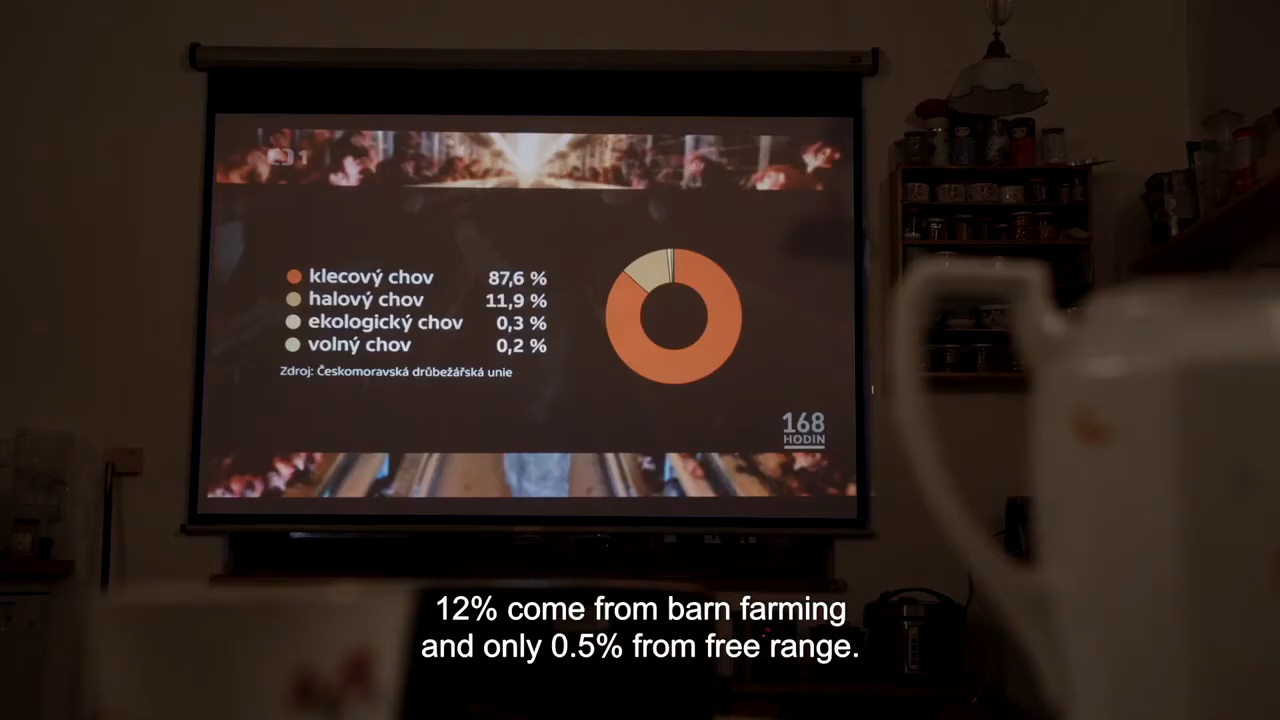 1
klecový chov 87,6 %
halový chov 11,9 %
ekologický chov 0,3 %
volný chov 0,2 %
Zdroj: Českomoravská drůbežářská unie
168
HODIN
12% come from barn farming
and only 0.5% from free range.